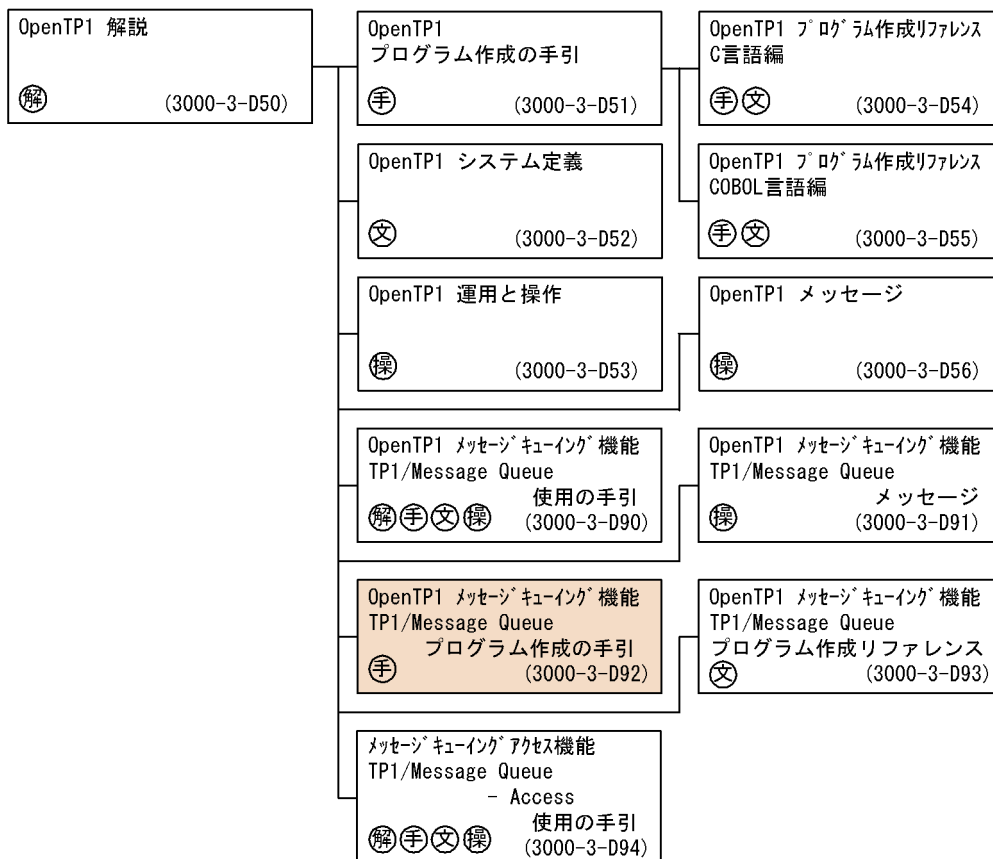 OpenTP1 解説
㊙解
(3000-3-D50)
OpenTP1
プログラム作成の手引
手
(3000-3-D51)
OpenTP1 プログラム作成リファレンス
C言語編
手 文
(3000-3-D54)
OpenTP1 システム定義
文
(3000-3-D52)
OpenTP1 プログラム作成リファレンス
COBOL言語編
手 文
(3000-3-D55)
OpenTP1 運用と操作
操
(3000-3-D53)
OpenTP1 メッセージ
操
(3000-3-D56)
OpenTP1 メッセージキューイング機能
TP1/Message Queue
使用の手引
解 手 文 操
(3000-3-D90)
OpenTP1 メッセージキューイング機能
TP1/Message Queue
メッセージ
操
(3000-3-D91)
OpenTP1 メッセージキューイング機能
TP1/Message Queue
プログラム作成の手引
手
(3000-3-D92)
OpenTP1 メッセージキューイング機能
TP1/Message Queue
プログラム作成リファレンス
文
(3000-3-D93)
メッセージキューイングアクセス機能
TP1/Message Queue
- Access
使用の手引
解 手 文 操
(3000-3-D94)